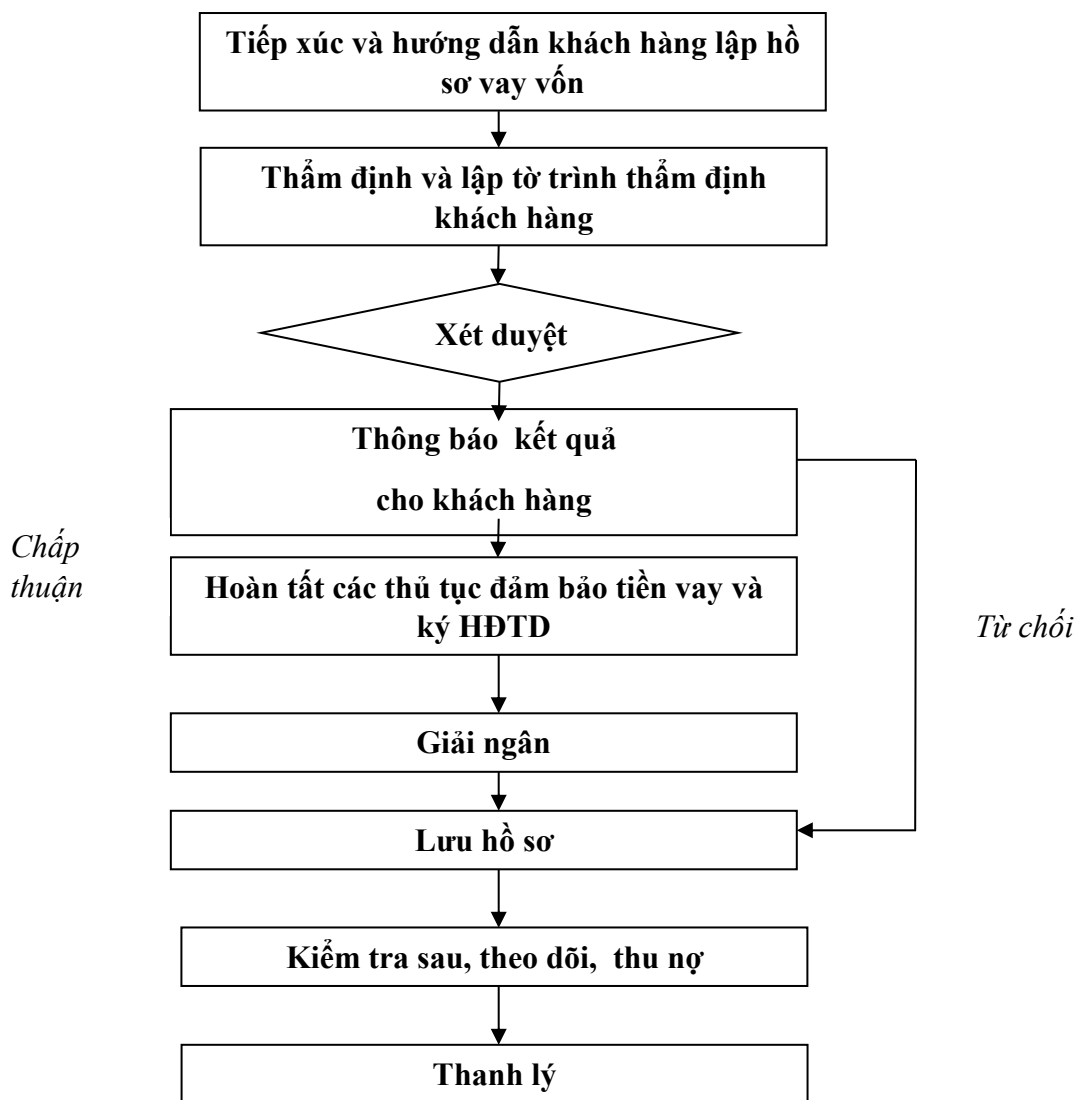 Tiếp xúc và hướng dẫn khách hàng lập hồ
sơ vay vốn
Thẩm định và lập tờ trình thẩm định
khách hàng
Xét duyệt
Thông báo kết quả
cho khách hàng
Chấp
thuận
Hoàn tất các thủ tục đảm bảo tiền vay và
ký HĐTD
Từ chối
Giải ngân
Lưu hồ sơ
Kiểm tra sau, theo dõi, thu nợ
Thanh lý